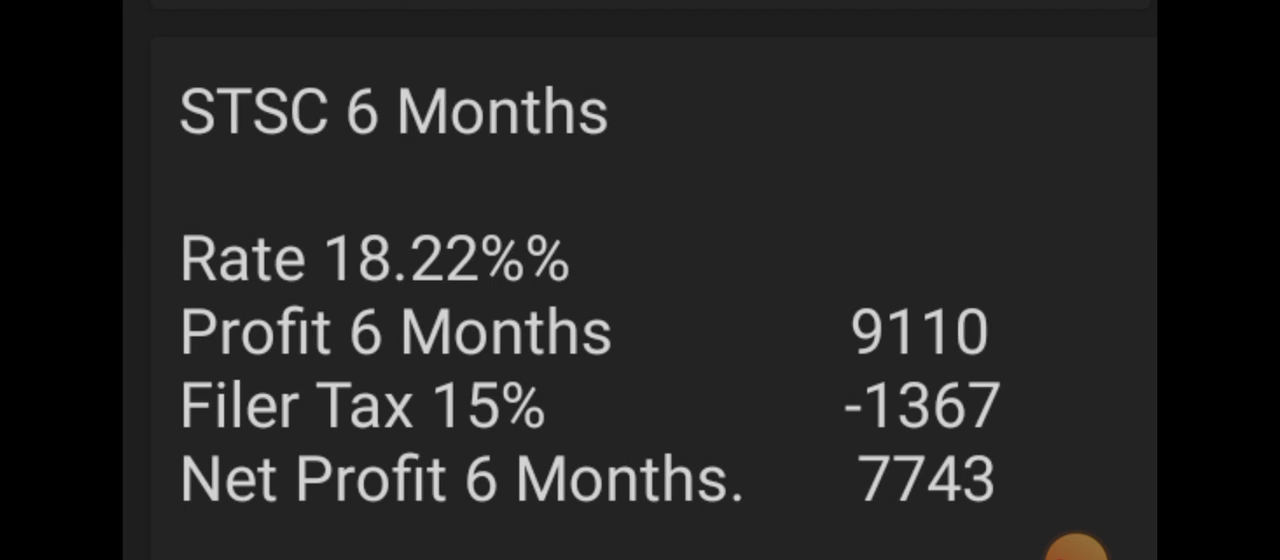 STSC 6 Months
Rate 18.22%%
Profit 6 Months 9110
Filer Tax 15% -1367
Net Profit 6 Months. 7743